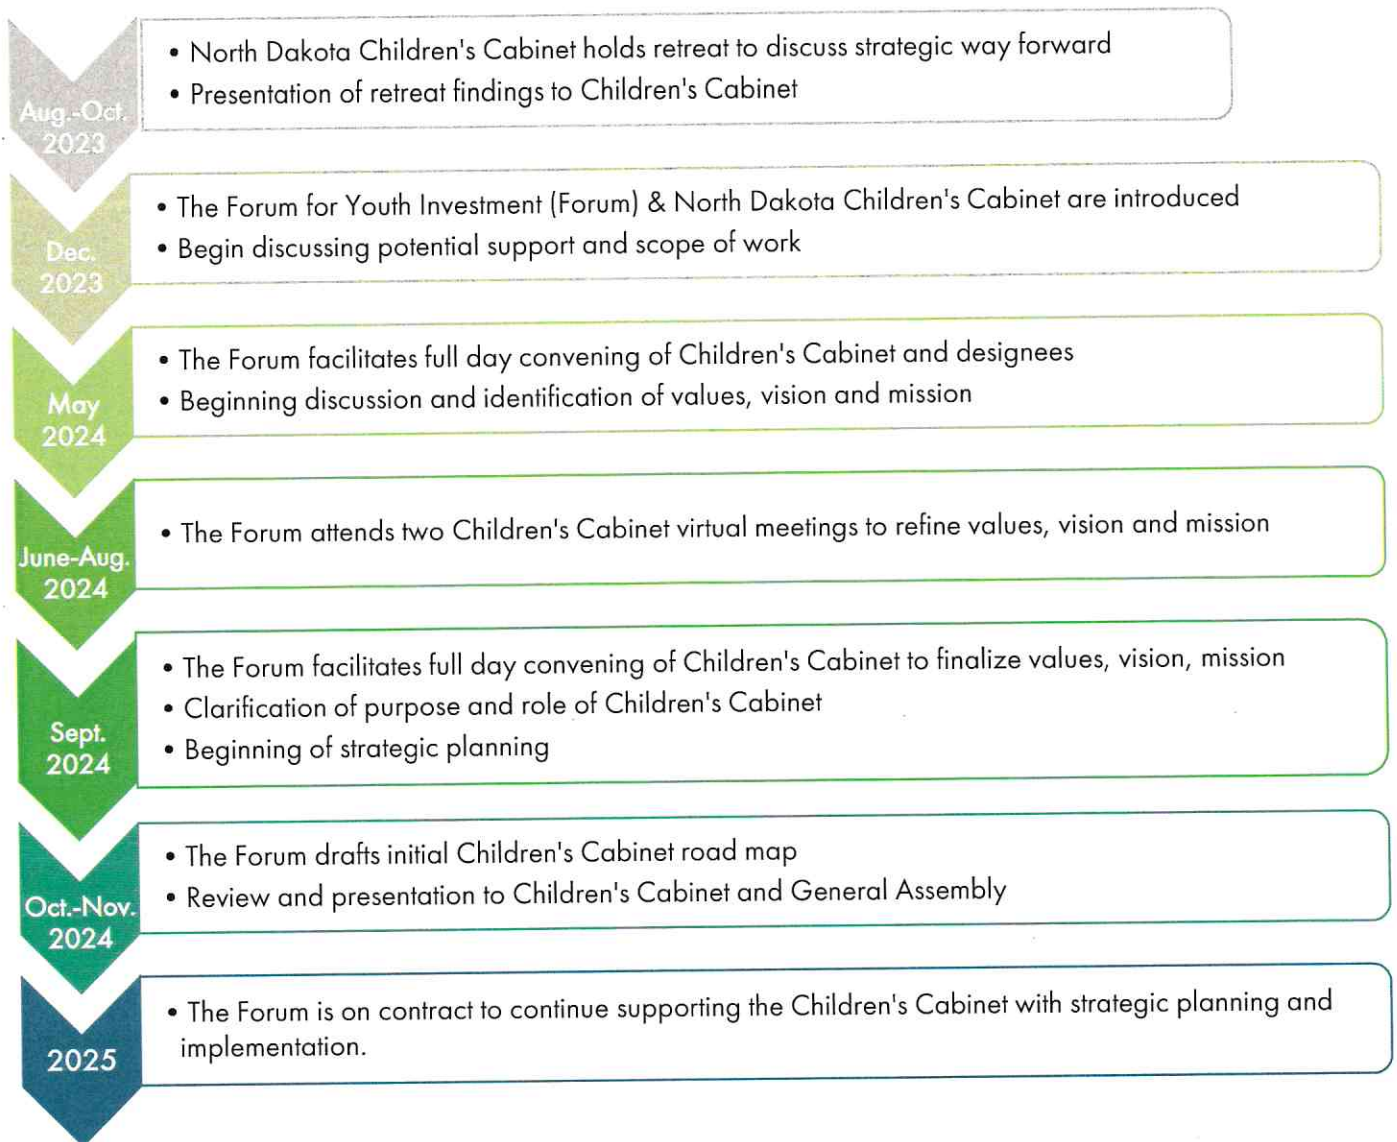 Aug.-Oct.
2023
• North Dakota Children's Cabinet holds retreat to discuss strategic way forward
• Presentation of retreat findings to Children's Cabinet
Dec.
2023
• The Forum for Youth Investment (Forum) & North Dakota Children's Cabinet are introduced
• Begin discussing potential support and scope of work
May
2024
• The Forum facilitates full day convening of Children's Cabinet and designees
• Beginning discussion and identification of values, vision and mission
June-Aug.
2024
• The Forum attends two Children's Cabinet virtual meetings to refine values, vision and mission
Sept.
2024
• The Forum facilitates full day convening of Children's Cabinet to finalize values, vision, mission
• Clarification of purpose and role of Children's Cabinet
• Beginning of strategic planning
Oct.-Nov.
2024
• The Forum drafts initial Children's Cabinet road map
• Review and presentation to Children's Cabinet and General Assembly
2025
• The Forum is on contract to continue supporting the Children's Cabinet with strategic planning and
implementation.